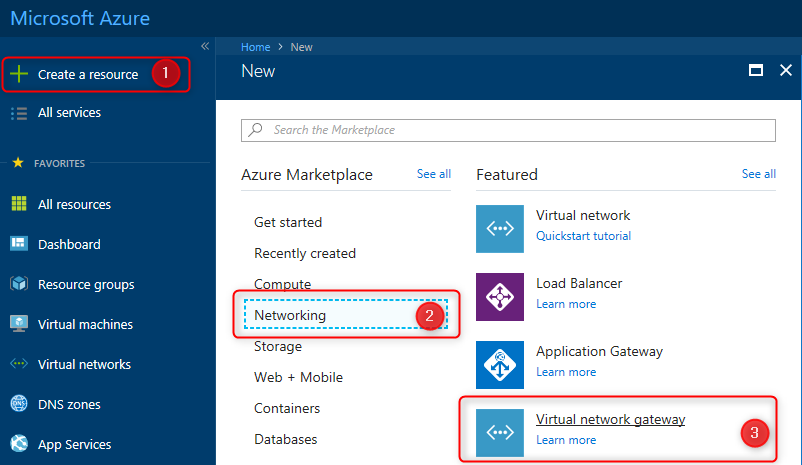 Microsoft Azure
«
Create a resource
1
All services
FAVORITES
All resources
Dashboard
Resource groups
Virtual machines
Virtual networks
DNS zones
DNS
App Services
Home > New
New
Search the Marketplace
Azure Marketplace
See all
Get started
Recently created
Compute
Networking
2
Storage
Web + Mobile
Containers
Databases
Featured
See all
Virtual network
Quickstart tutorial
Load Balancer
Learn more
Application Gateway
Learn more
Virtual network gateway
Learn more
3